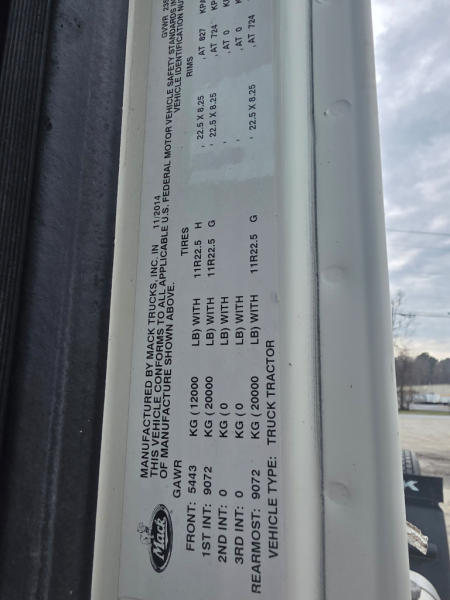 MANUFACTURED BY MACK TRUCKS, INC. IN 11/2014 GVWR
THIS VEHICLE CONFORMS TO ALL APPLICABLE U.S. FEDERAL MOTOR VEHICLE SAFETY STANDARDS IN
OF MANUFACTURE SHOWN ABOVE. VEHICLE IDENTIFICATION
GAWR TIRES RIMS
FRONT: 5443 KG (12000 LB) WITH 11R22.5 H , 22.5 X 8.25 , AT 827 KPA
1ST INT: 9072 KG (20000 LB) WITH 11R22.5 G , 22.5 X 8.25 , AT 724
2ND INT: 0 KG (0 LB) WITH , , AT 0
3RD INT: 0 KG (0 LB) WITH , , AT 0
REARMOST: 9072 KG (20000 LB) WITH 11R22.5 G , 22.5 X 8.25 , AT 724
VEHICLE TYPE: TRUCK TRACTOR
Mack